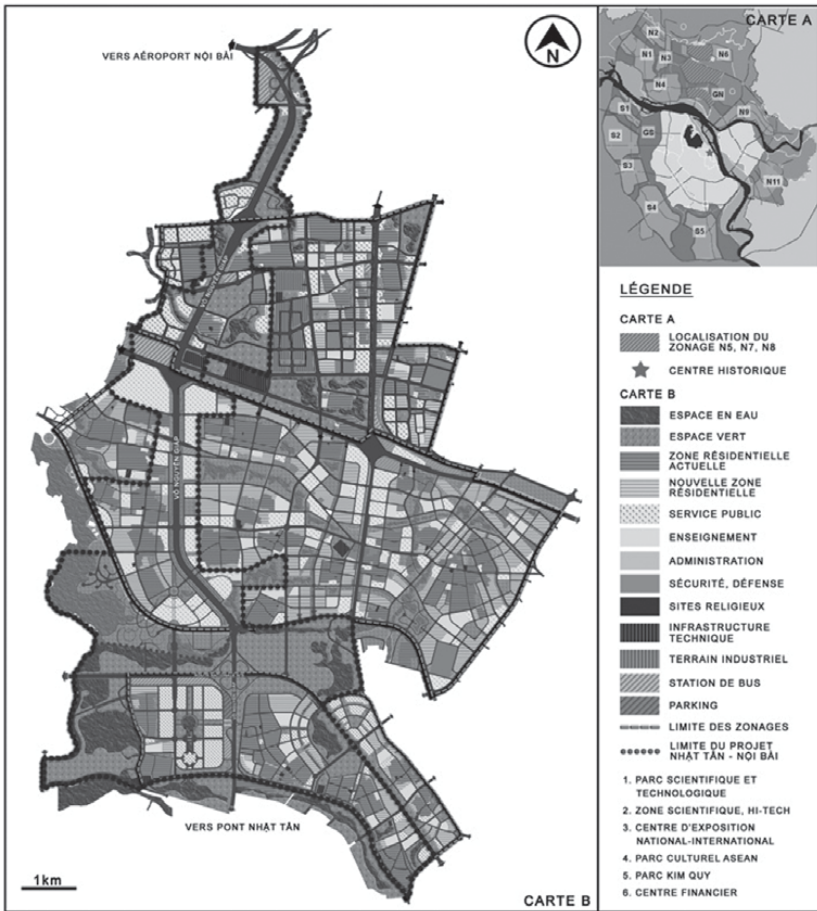 VERS AÉROPORT NỘI BÀI
N
VÕ NGUYÊN GIÁP
VERS PONT NHẬT TÂN
1km
CARTE B
CARTE A
N2
N1
N3
N6
N4
GN
S1
N9
S2
GS
S3
N11
S4
S5
LÉGENDE
CARTE A
LOCALISATION DU
ZONAGE N5, N7, N8
CENTRE HISTORIQUE
CARTE B
ESPACE EN EAU
ESPACE VERT
ZONE RÉSIDENTIELLE
ACTUELLE
NOUVELLE ZONE
RÉSIDENTIELLE
SERVICE PUBLIC
ENSEIGNEMENT
ADMINISTRATION
SÉCURITÉ, DÉFENSE
SITES RELIGIEUX
INFRASTRUCTURE
TECHNIQUE
TERRAIN INDUSTRIEL
STATION DE BUS
PARKING
LIMITE DES ZONAGES
LIMITE DU PROJET
NHẬT TÂN - NỘI BÀI
1. PARC SCIENTIFIQUE ET
TECHNOLOGIQUE
2. ZONE SCIENTIFIQUE, HI-TECH
3. CENTRE D'EXPOSITION
NATIONAL-INTERNATIONAL
4. PARC CULTUREL ASEAN
5. PARC KIM QUY
6. CENTRE FINANCIER